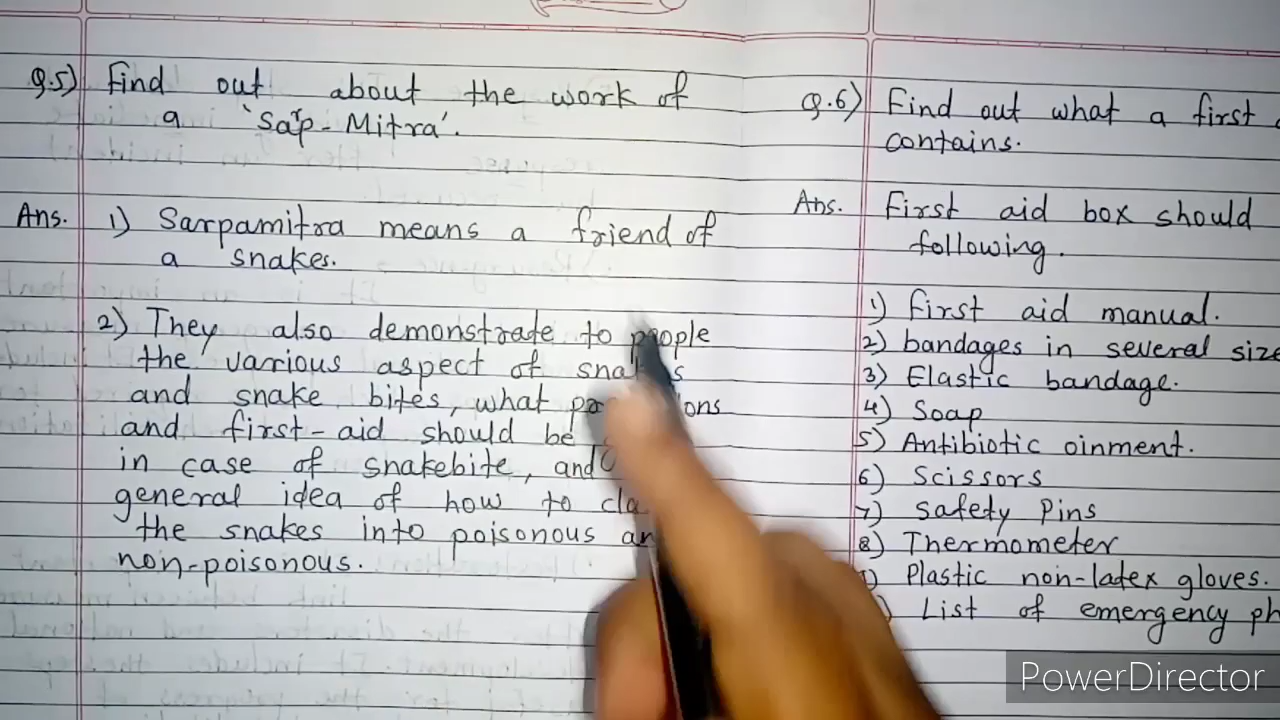 Q.5) Find out about the work of
a 'Sarp-Mitra'.
Ans. 1) Sarpamitra means a friend of
a snakes.
2) They also demonstrate to people
the various aspect of snakes
and snake bites, what
and first-aid should be
in case of snakebite, and
general idea of how to
the snakes into poisonous
non-poisonous.
Q.6) Find out what a first
contains.
Ans. First aid box should
following.
1) First aid manual.
2) bandages in several size
3) Elastic bandage.
4) Soap
5) Antibiotic oinment.
6) Scissors
7) Safety Pins
8) Thermometer
Plastic non-latex gloves.
List of emergency ph
PowerDirector